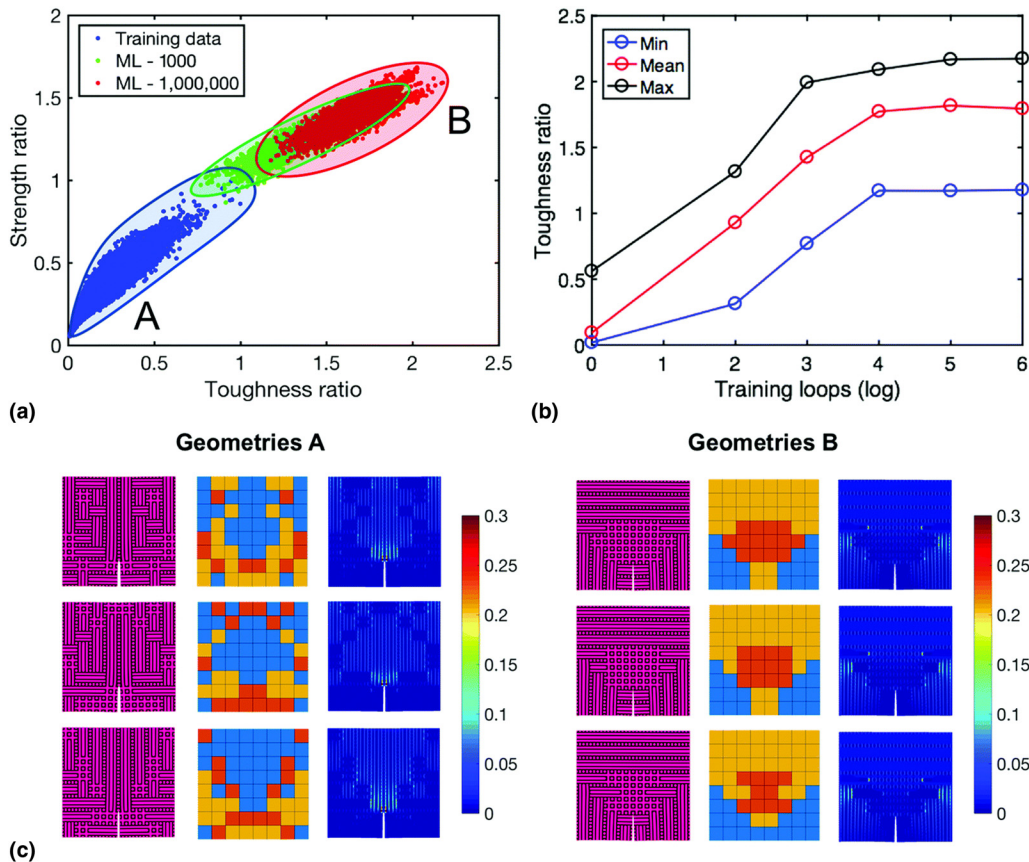 2
1.5
1
0.5
0
Strength ratio
Training data
ML - 1000
ML - 1,000,000
A
B
0 0.5 1 1.5 2 2.5
Toughness ratio
(a)
2.5
2
1.5
1
0.5
0
Toughness ratio
Min
Mean
Max
0 2 3 4 5 6
Training loops (log)
(b)
Geometries A
0.3
0.25
0.2
0.15
0.1
0.05
0
Geometries B
0.3
0.25
0.2
0.15
0.1
0.05
0
(c)